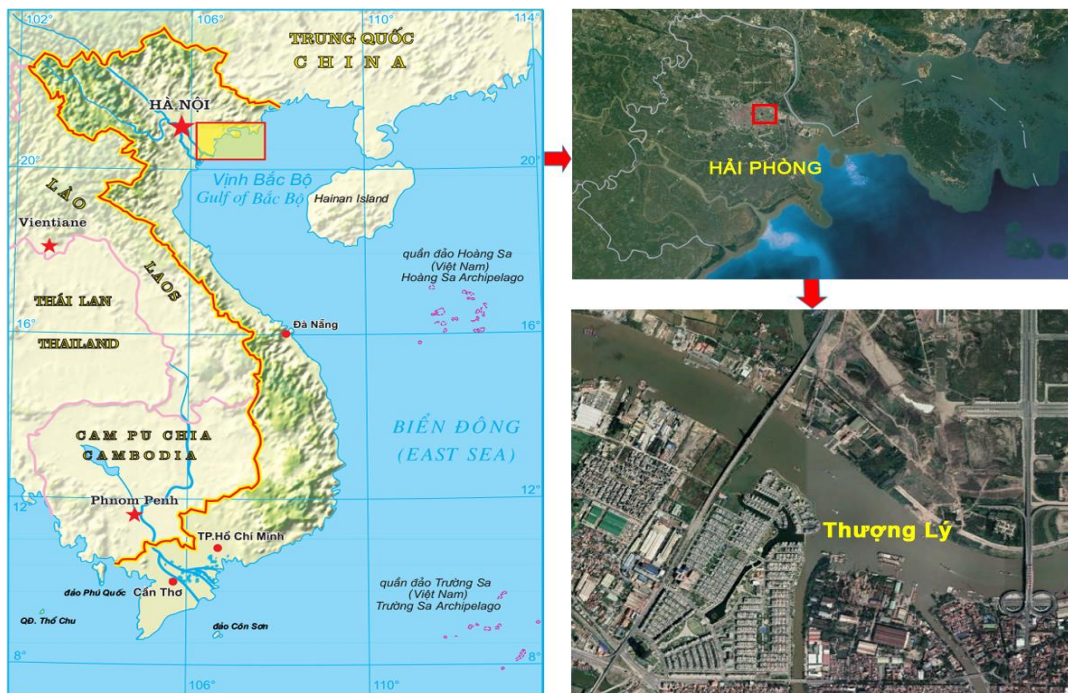 102°
106°
110°
114°
TRUNG QUỐC
CHINA
HÀ NỘI
20°
Vịnh Bắc Bộ
Gulf of Bắc Bộ
Hainan Island
LÀO
Vientiane
LAOS
quần đảo Hoàng Sa
(Việt Nam)
Hoàng Sa Archipelago
THÁI LAN
THAILAND
16°
Đà Nẵng
16°
CAM PU CHIA
CAMBODIA
BIỂN ĐÔNG
(EAST SEA)
12°
Phnom Penh
12°
TP.Hồ Chí Minh
Cần Thơ
đảo Phú Quốc
QĐ. Thổ Chu
đảo Côn Sơn
quần đảo Trường Sa
(Việt Nam)
Trường Sa Archipelago
8°
8°
106°
110°
HẢI PHÒNG
Thượng Lý